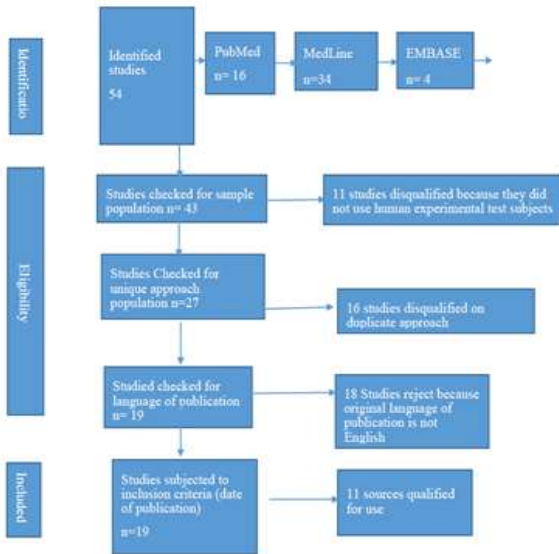 Identificatio
Identified
studies
54
PubMed
n= 16
MedLine
n=34
EMBASE
n= 4
Eligibility
Studies checked for sample
population n= 43
11 studies disqualified because they did
not use human experimental test subjects
Studies Checked for
unique approach
population n=27
16 studies disqualified on
duplicate approach
Studied checked for
language of publication
n= 19
18 Studies reject because
original language of
publication is not
English
Included
Studies subjected to
inclusion criteria (date
of publication)
n=19
11 sources qualified
for use